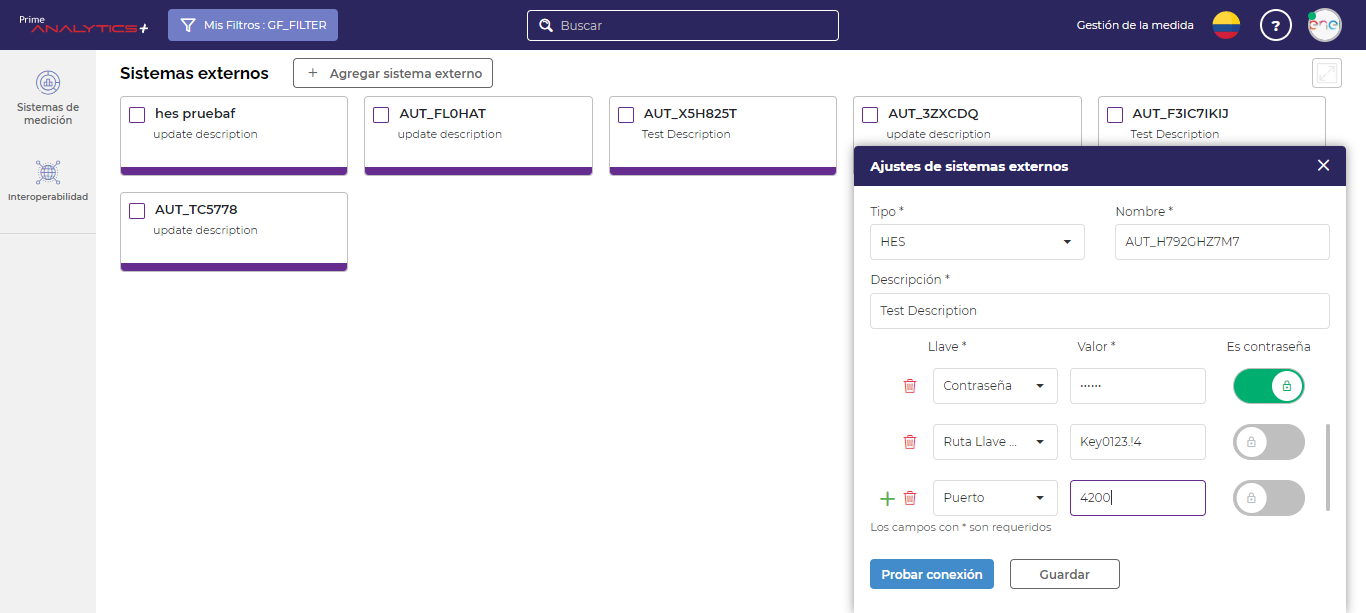 Prime
ANALYTICS+
Mis Filtros : GF_FILTER
Buscar
Gestión de la medida
?
ene
Sistemas de
medición
Interoperabilidad
Sistemas externos
+ Agregar sistema externo
hes pruebaf
update description
AUT_FL0HAT
update description
AUT_X5H825T
Test Description
AUT_3ZXCDQ
update description
AUT_F3IC7IKIJ
Test Description
AUT_TC5778
update description
Ajustes de sistemas externos
Tipo *
Nombre *
HES
AUT_H792GHZ7M7
Descripción *
Test Description
Llave *
Valor *
Es contraseña
Contraseña
••••••
Ruta Llave ...
Key0123.!4
Puerto
4200
Los campos con * son requeridos
Probar conexión
Guardar